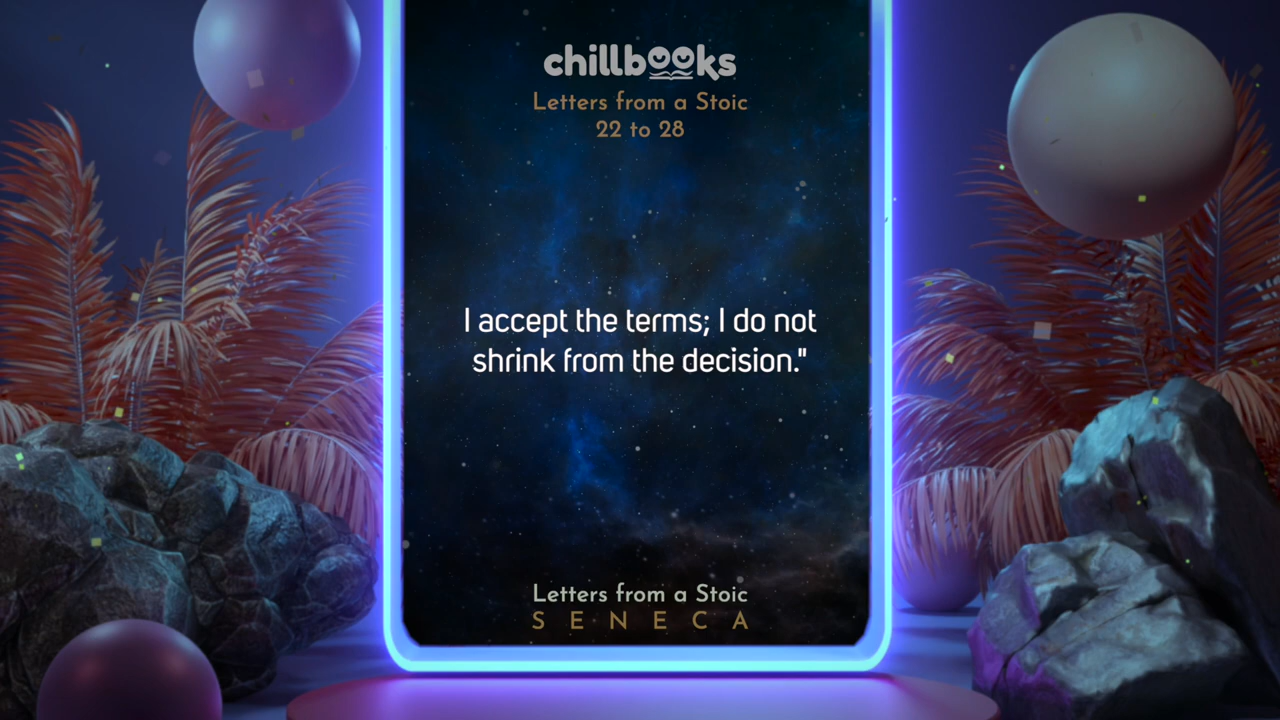 chillbooks
Letters from a Stoic
22 to 28
I accept the terms; I do not
shrink from the decision."
Letters from a Stoic
SENECA